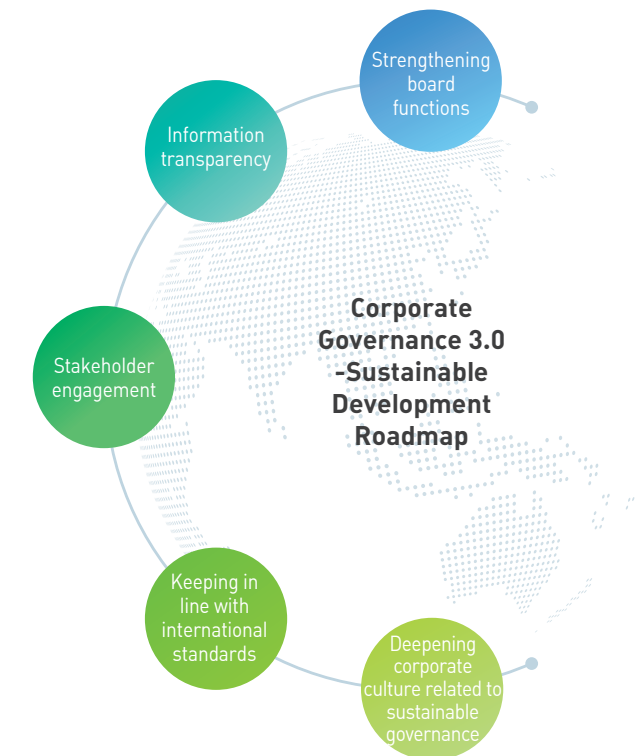 Strengthening
board
functions
Information
transparency
Stakeholder
engagement
Corporate
Governance 3.0
-Sustainable
Development
Roadmap
Keeping in
line with
international
standards
Deepening
corporate
culture related to
sustainable
governance